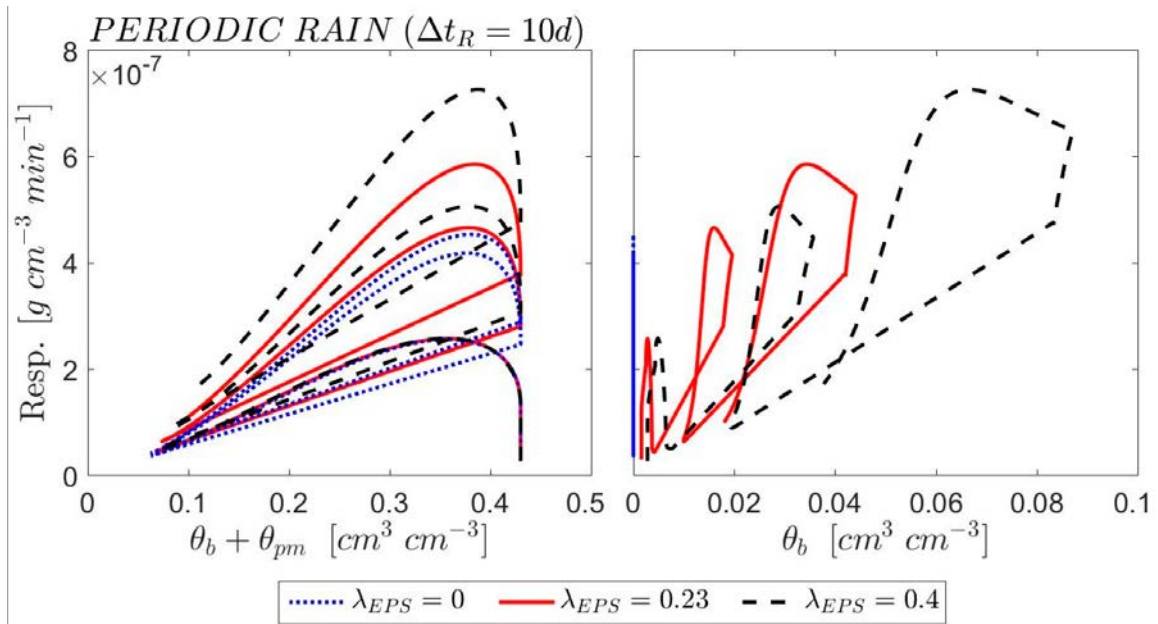 PERIODIC RAIN (Δt_R = 10d)
×10^-7
8
6
4
2
0
Resp. [g cm^-3 min^-1]
0 0.1 0.2 0.3 0.4 0.5
0 0.02 0.04 0.06 0.08 0.1
θ_b + θ_pm [cm^3 cm^-3]
θ_b [cm^3 cm^-3]
λ_EPS = 0 λ_EPS = 0.23 λ_EPS = 0.4